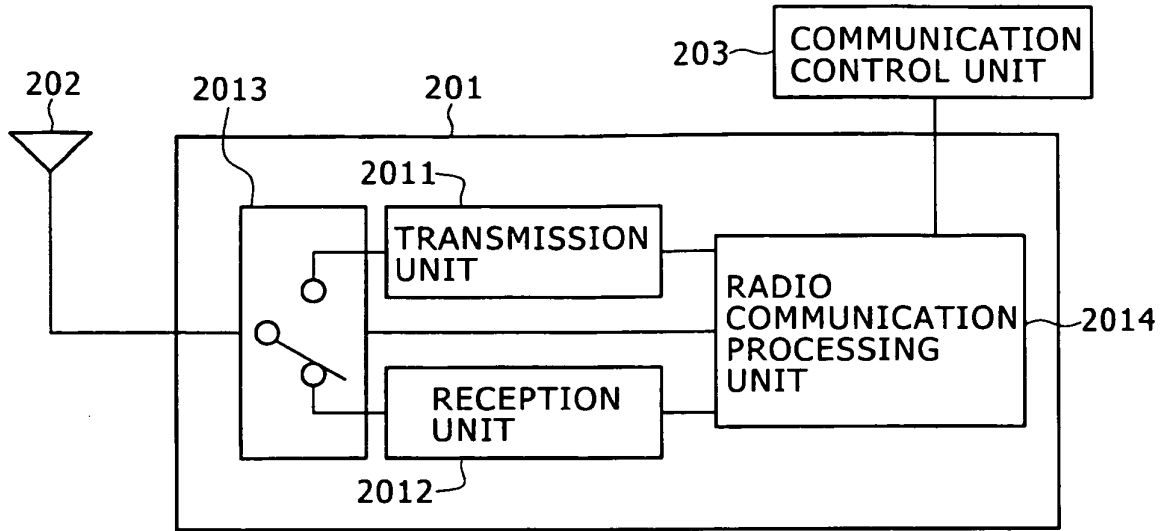 COMMUNICATION
CONTROL UNIT
203
202
2013
201
2011
TRANSMISSION
UNIT
RADIO
COMMUNICATION
PROCESSING
UNIT
2014
RECEPTION
UNIT
2012